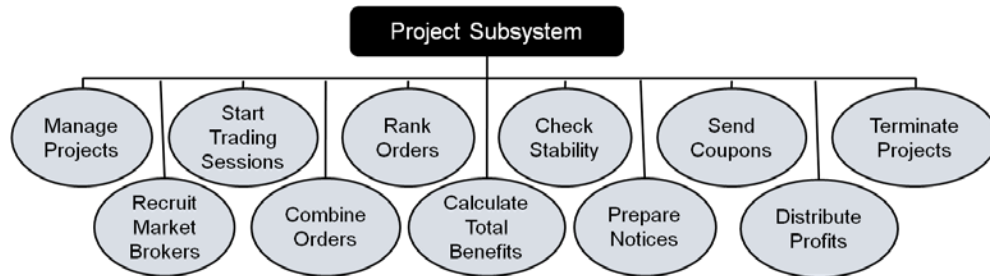 Project Subsystem
Manage
Projects
Start
Trading
Sessions
Rank
Orders
Check
Stability
Send
Coupons
Terminate
Projects
Recruit
Market
Brokers
Combine
Orders
Calculate
Total
Benefits
Prepare
Notices
Distribute
Profits